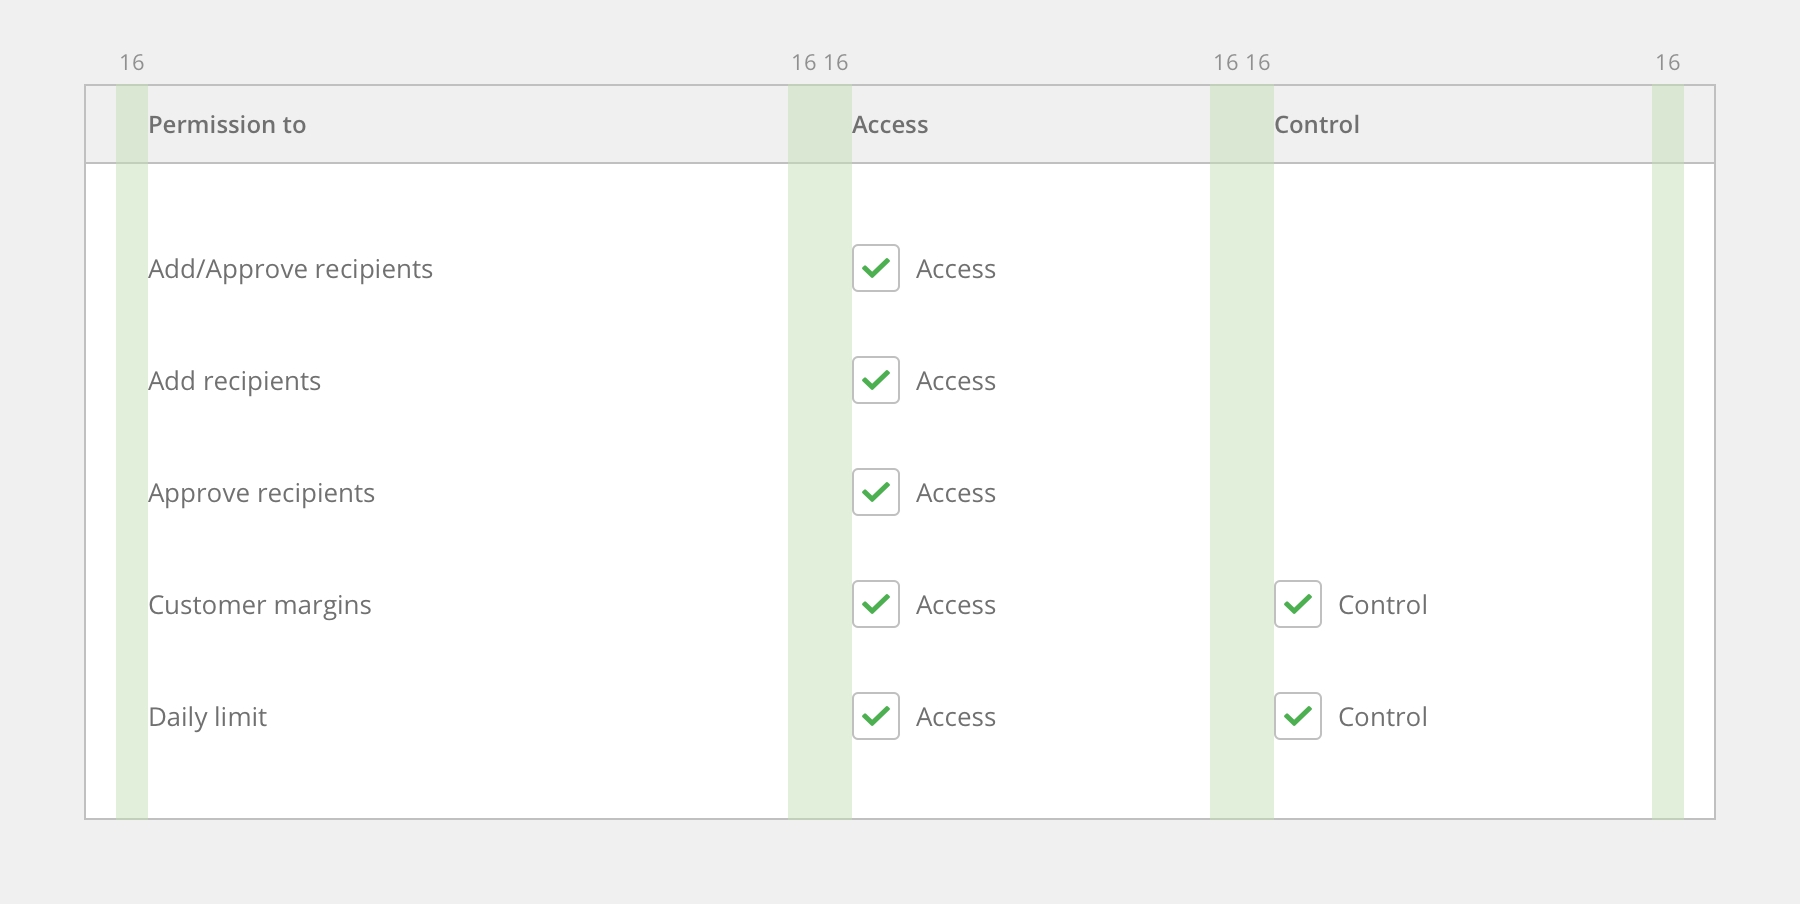 16 16 16 16 16 16
Permission to Access Control
Add/Approve recipients Access
Add recipients Access
Approve recipients Access
Customer margins Access Control
Daily limit Access Control